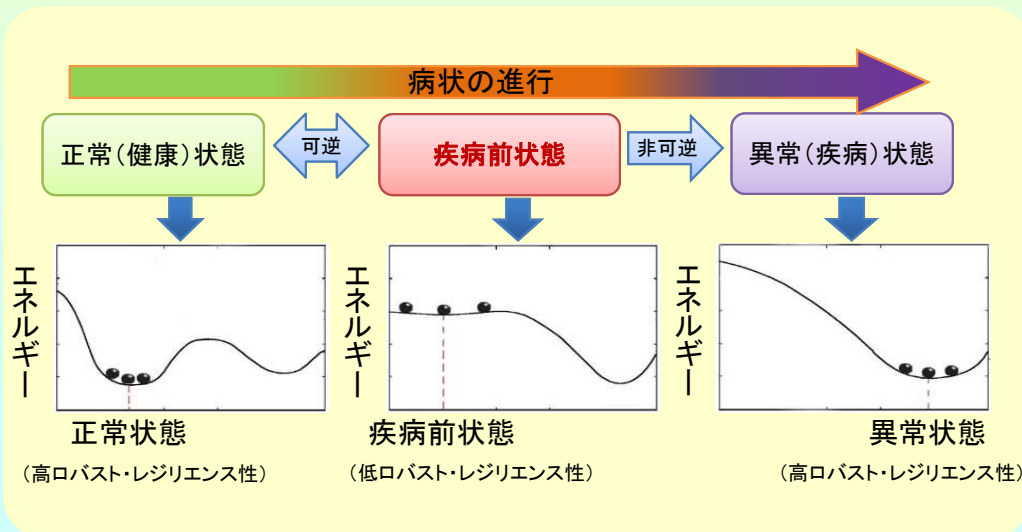 病状の進行
正常(健康)状態
可逆
疾病前状態
非可逆
異常(疾病)状態
エネルギー
エネルギー
エネルギー
正常状態
疾病前状態
異常状態
(高ロバスト・レジリエンス性)
(低ロバスト・レジリエンス性)
(高ロバスト・レジリエンス性)